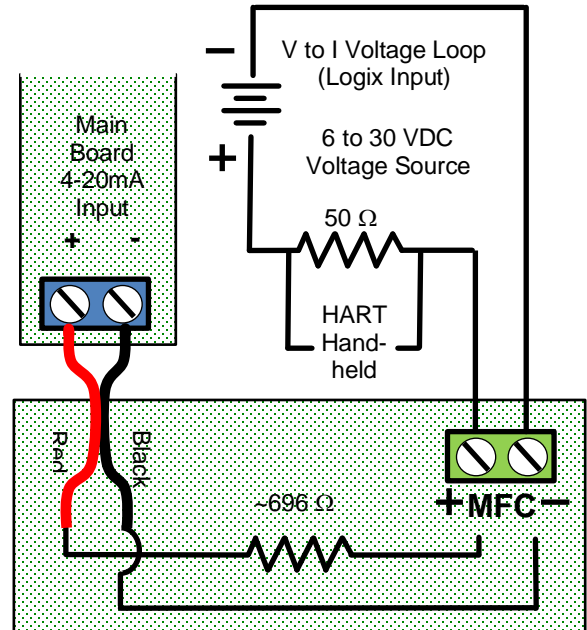 − V to I Voltage Loop
(Logix Input)
+ 6 to 30 VDC
Voltage Source
Main
Board
4-20mA
Input
+ -
50 Ω
HART
Hand-
held
Red
Black
~696 Ω
+ MFC −